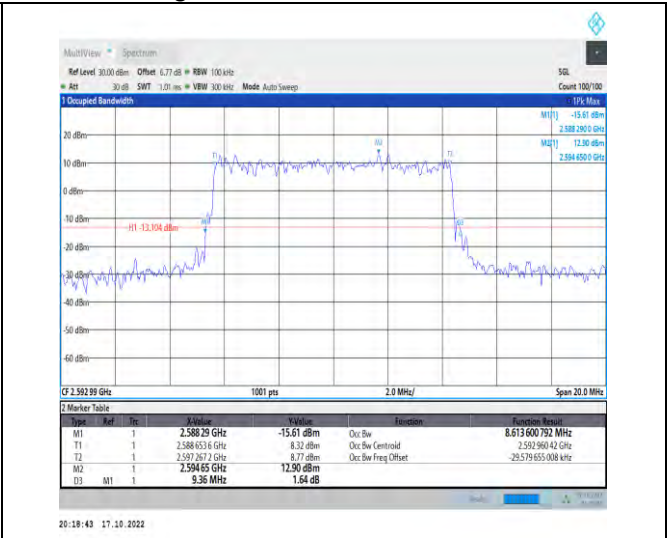 MultiView Spectrum
Ref Level 30.00 dBm Offset 6.77 dB RBW 100 kHz SGL
Att 30 dB SWT 1.01 ms VBW 300 kHz Mode Auto Sweep Count 100/100
1 Occupied Bandwidth 1Pk Max
M1[1] -15.61 dBm
2.588 290 0 GHz
M2[1] 12.90 dBm
2.594 650 0 GHz
20 dBm
M2
T1 T2
10 dBm
0 dBm
-10 dBm
H1 -13.104 dBm
-20 dBm
-30 dBm
-40 dBm
-50 dBm
-60 dBm
CF 2.592 99 GHz 1001 pts 2.0 MHz/ Span 20.0 MHz
2 Marker Table
Type Ref Trc X-Value Y-Value Function Function Result
M1 1 2.588 29 GHz -15.61 dBm Occ Bw 8.613 600 792 MHz
T1 1 2.588 653 6 GHz 8.32 dBm Occ Bw Centroid 2.592 960 42 GHz
T2 1 2.597 267 2 GHz 8.77 dBm Occ Bw Freq Offset -29.579 655 008 kHz
M2 1 2.594 65 GHz 12.90 dBm
D3 M1 1 9.36 MHz 1.64 dB
20:18:43 17.10.2022